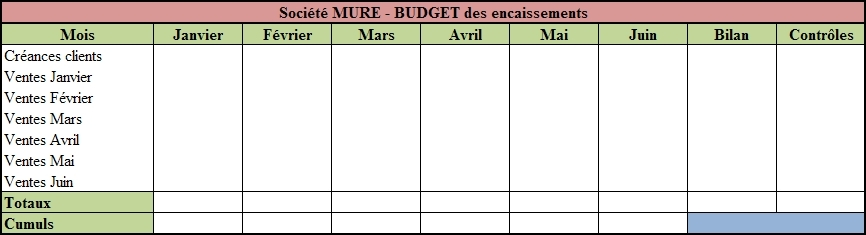 Société MURE - BUDGET des encaissements
Mois Janvier Février Mars Avril Mai Juin Bilan Contrôles
Créances clients
Ventes Janvier
Ventes Février
Ventes Mars
Ventes Avril
Ventes Mai
Ventes Juin
Totaux
Cumuls